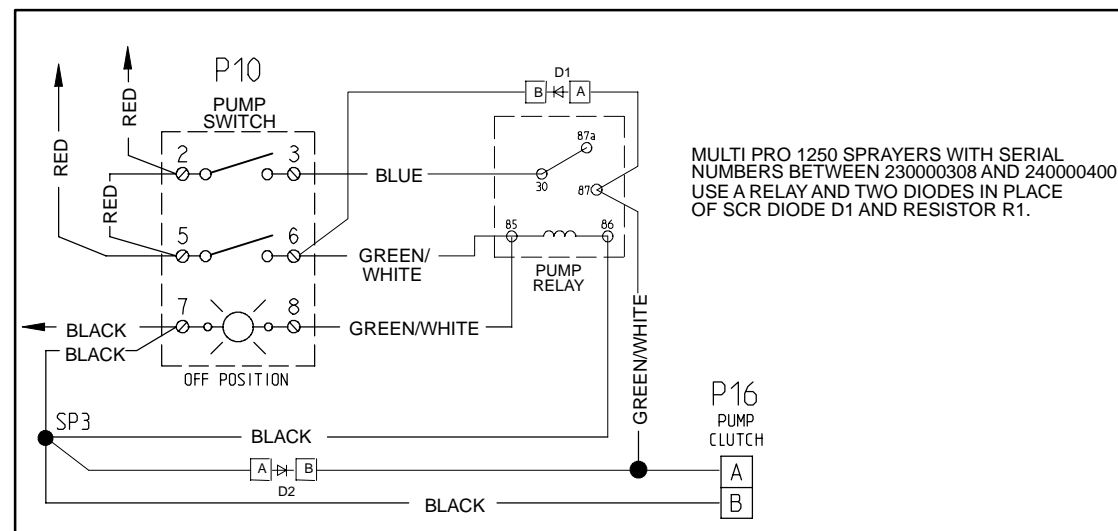 P10
PUMP
SWITCH
RED
RED
RED
2
3
BLUE
5
6
GREEN/
WHITE
7
8
BLACK
BLACK
GREEN/WHITE
OFF POSITION
D1
B
A
87a
30
87
85
86
PUMP
RELAY
MULTI PRO 1250 SPRAYERS WITH SERIAL
NUMBERS BETWEEN 230000308 AND 240000400
USE A RELAY AND TWO DIODES IN PLACE
OF SCR DIODE D1 AND RESISTOR R1.
GREEN/WHITE
SP3
BLACK
A
B
D2
BLACK
P16
PUMP
CLUTCH
A
B